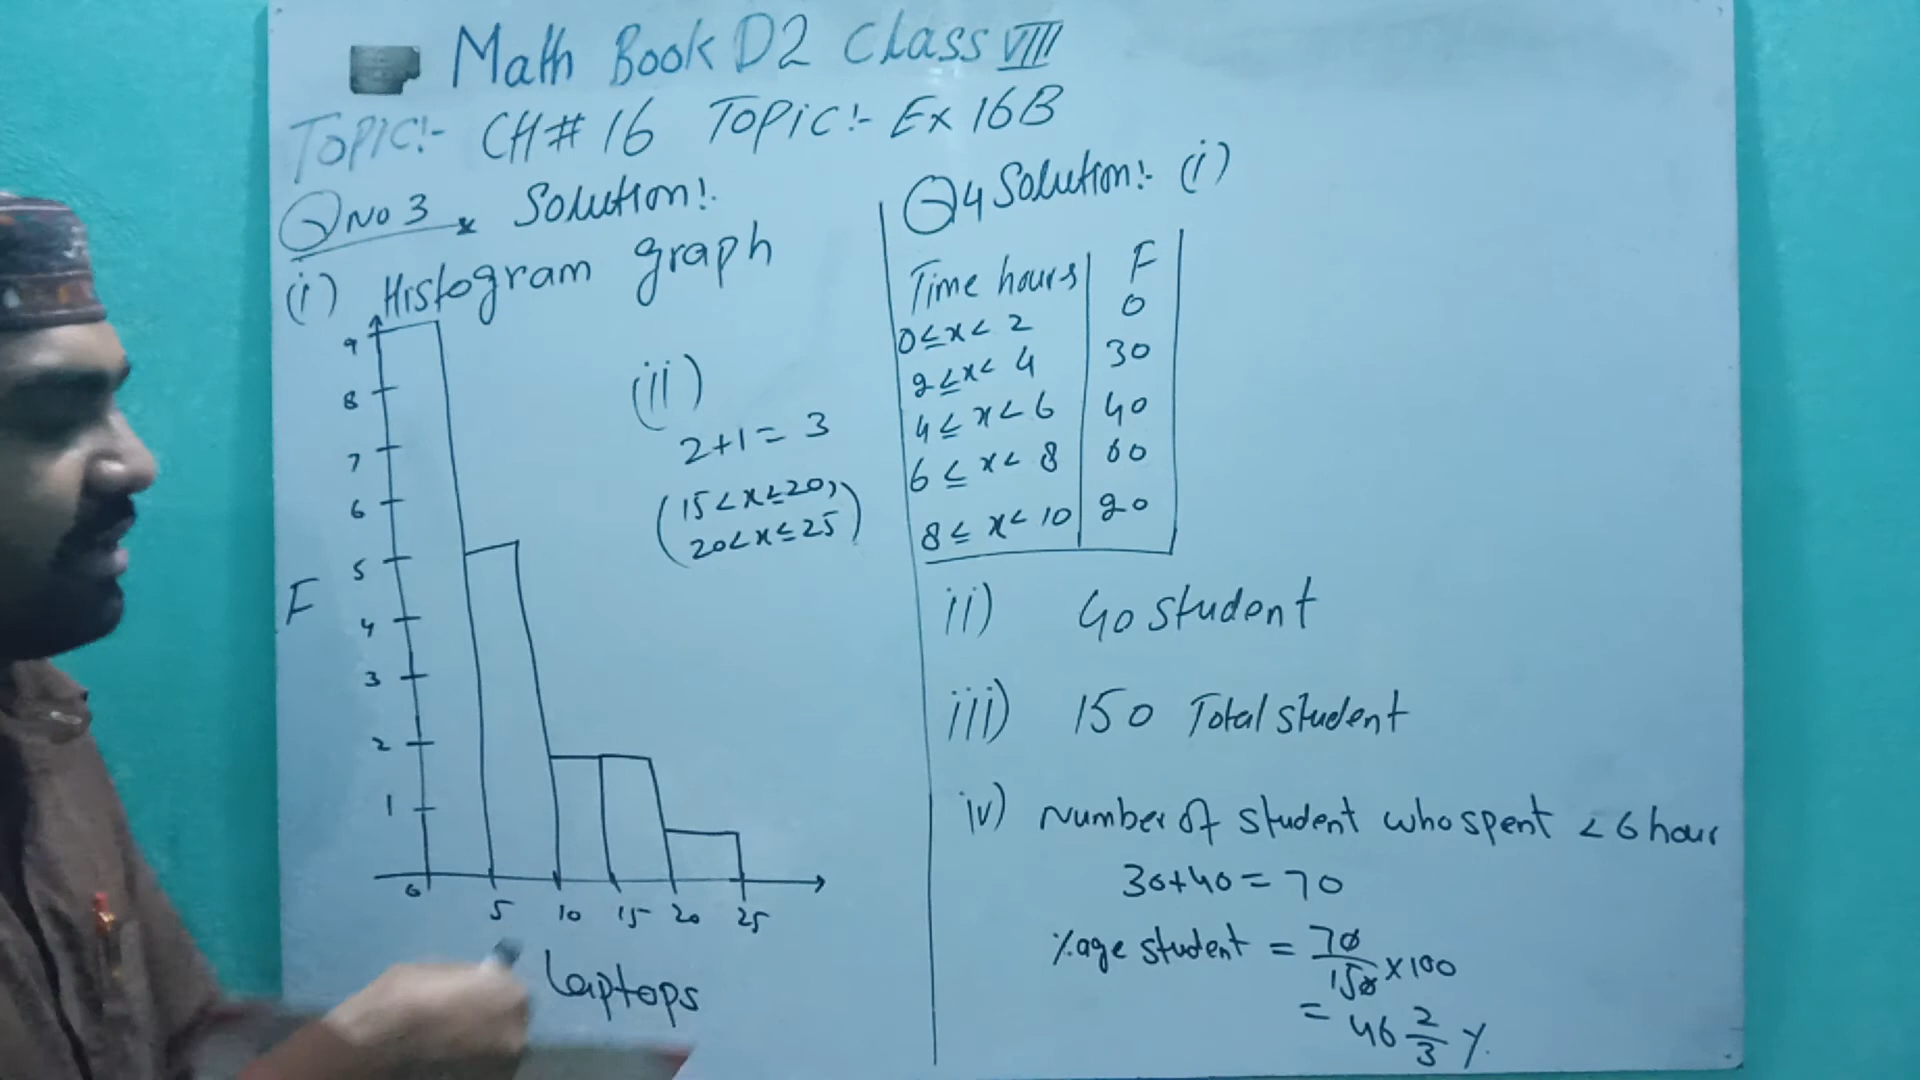 Math Book D2 Class VIII
Topic:- CH# 16 Topic:- Ex 16B
Q No 3 Solution:
(i) Histogram graph
9
8
7
6
5
4
3
2
1
F
0 5 10 15 20 25
laptops
(ii)
2+1=3
(15<x≤20,
20<x≤25)
Q4 Solution:- (i)
Time hours F
0≤x<2 0
2≤x<4 30
4≤x<6 40
6≤x<8 60
8≤x<10 20
ii) 40 student
iii) 150 Total student
iv) Number of student who spent <6 hour
30+40=70
%age student = 70/150 ×100
= 46 2/3 %